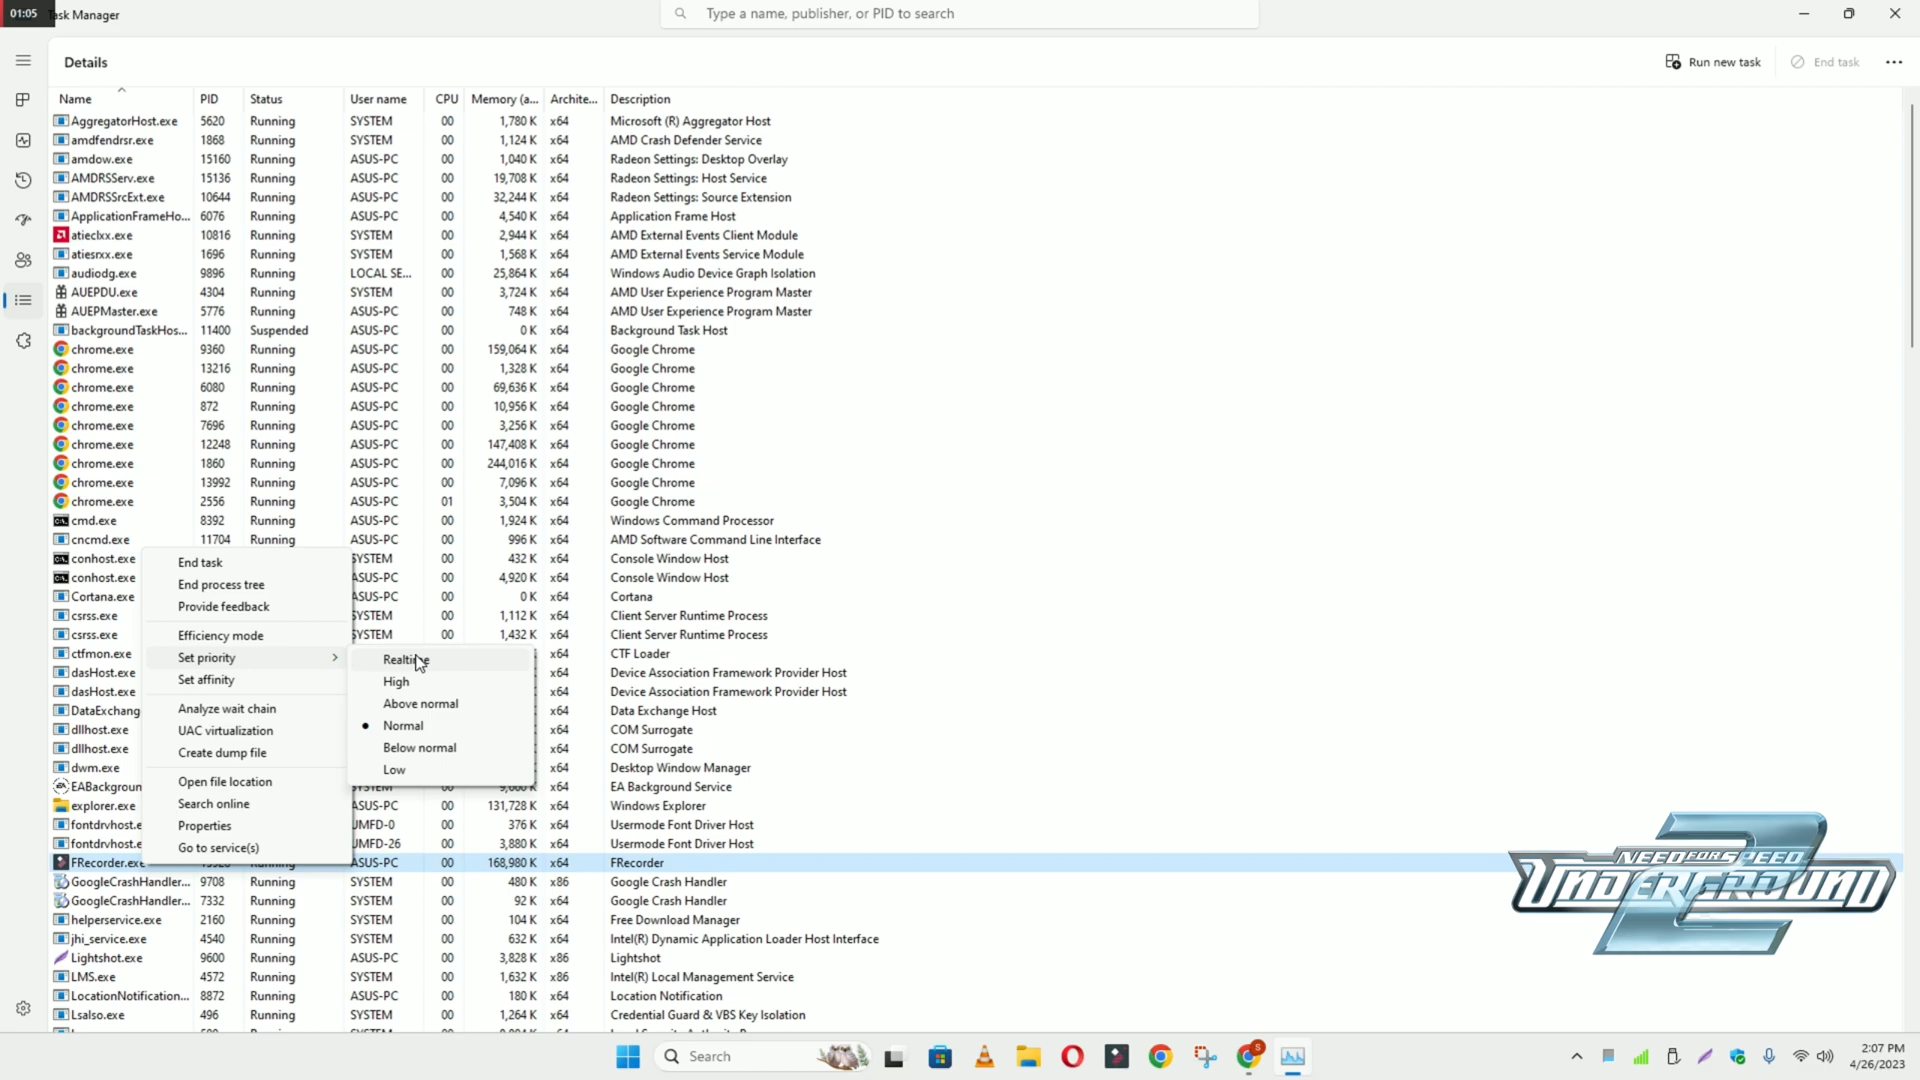 01:05 Task Manager Type a name, publisher, or PID to search
Details Run new task End task
Name PID Status User name CPU Memory (a... Archite... Description
AggregatorHost.exe 5620 Running SYSTEM 00 1,780 K x64 Microsoft (R) Aggregator Host
amdfendrsr.exe 1868 Running SYSTEM 00 1,124 K x64 AMD Crash Defender Service
amdow.exe 15160 Running ASUS-PC 00 1,040 K x64 Radeon Settings: Desktop Overlay
AMDRSServ.exe 15136 Running ASUS-PC 00 19,708 K x64 Radeon Settings: Host Service
AMDRSSrcExt.exe 10644 Running ASUS-PC 00 32,244 K x64 Radeon Settings: Source Extension
ApplicationFrameHo... 6076 Running ASUS-PC 00 4,540 K x64 Application Frame Host
atieclxx.exe 10816 Running SYSTEM 00 2,944 K x64 AMD External Events Client Module
atiesrxx.exe 1696 Running SYSTEM 00 1,568 K x64 AMD External Events Service Module
audiodg.exe 9896 Running LOCAL SE... 00 25,864 K x64 Windows Audio Device Graph Isolation
AUEPDU.exe 4304 Running SYSTEM 00 3,724 K x64 AMD User Experience Program Master
AUEPMaster.exe 5776 Running ASUS-PC 00 748 K x64 AMD User Experience Program Master
backgroundTaskHos... 11400 Suspended ASUS-PC 00 0 K x64 Background Task Host
chrome.exe 9360 Running ASUS-PC 00 159,064 K x64 Google Chrome
chrome.exe 13216 Running ASUS-PC 00 1,328 K x64 Google Chrome
chrome.exe 6080 Running ASUS-PC 00 69,636 K x64 Google Chrome
chrome.exe 872 Running ASUS-PC 00 10,956 K x64 Google Chrome
chrome.exe 7696 Running ASUS-PC 00 3,256 K x64 Google Chrome
chrome.exe 12248 Running ASUS-PC 00 147,408 K x64 Google Chrome
chrome.exe 1860 Running ASUS-PC 00 244,016 K x64 Google Chrome
chrome.exe 13992 Running ASUS-PC 00 7,096 K x64 Google Chrome
chrome.exe 2556 Running ASUS-PC 01 3,504 K x64 Google Chrome
cmd.exe 8392 Running ASUS-PC 00 1,924 K x64 Windows Command Processor
cncmd.exe 11704 Running ASUS-PC 00 996 K x64 AMD Software Command Line Interface
conhost.exe SYSTEM 00 432 K x64 Console Window Host
conhost.exe ASUS-PC 00 4,920 K x64 Console Window Host
Cortana.exe ASUS-PC 00 0 K x64 Cortana
csrss.exe SYSTEM 00 1,112 K x64 Client Server Runtime Process
csrss.exe SYSTEM 00 1,432 K x64 Client Server Runtime Process
ctfmon.exe x64 CTF Loader
dasHost.exe x64 Device Association Framework Provider Host
dasHost.exe x64 Device Association Framework Provider Host
DataExchang x64 Data Exchange Host
dllhost.exe x64 COM Surrogate
dllhost.exe x64 COM Surrogate
dwm.exe x64 Desktop Window Manager
EABackgroun x64 EA Background Service
explorer.exe ASUS-PC 00 131,728 K x64 Windows Explorer
fontdrvhost.e UMFD-0 00 376 K x64 Usermode Font Driver Host
fontdrvhost.e UMFD-26 00 3,880 K x64 Usermode Font Driver Host
FRecorder.exe ASUS-PC 00 168,980 K x64 FRecorder
GoogleCrashHandler... 9708 Running SYSTEM 00 480 K x86 Google Crash Handler
GoogleCrashHandler... 7332 Running SYSTEM 00 92 K x64 Google Crash Handler
helperservice.exe 2160 Running SYSTEM 00 104 K x64 Free Download Manager
jhi_service.exe 4540 Running SYSTEM 00 632 K x64 Intel(R) Dynamic Application Loader Host Interface
Lightshot.exe 9600 Running ASUS-PC 00 3,828 K x86 Lightshot
LMS.exe 4572 Running SYSTEM 00 1,632 K x86 Intel(R) Local Management Service
LocationNotification... 8872 Running ASUS-PC 00 180 K x64 Location Notification
Lsalso.exe 496 Running SYSTEM 00 1,264 K x64 Credential Guard & VBS Key Isolation
End task
End process tree
Provide feedback
Efficiency mode
Set priority
Set affinity
Analyze wait chain
UAC virtualization
Create dump file
Open file location
Search online
Properties
Go to service(s)
Realtime
High
Above normal
Normal
Below normal
Low
NEED FOR SPEED
UNDERGROUND
2
Search
2:07 PM
4/26/2023